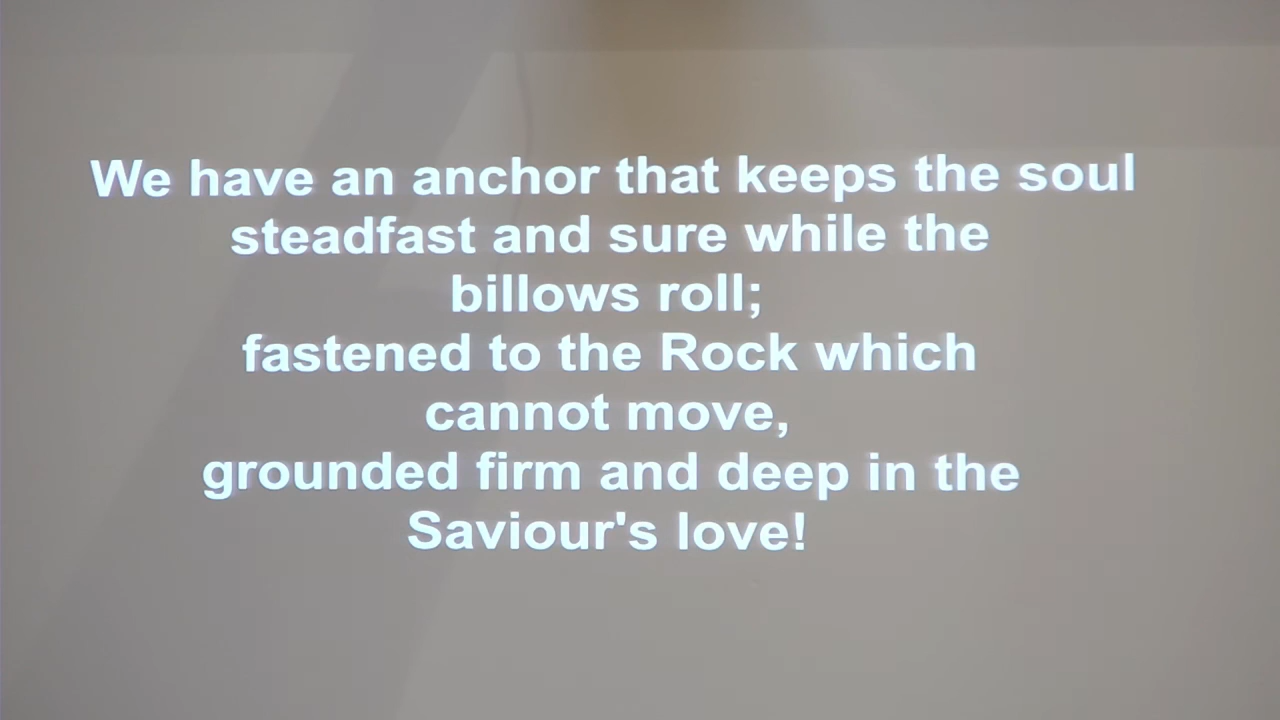 We have an anchor that keeps the soul
steadfast and sure while the
billows roll;
fastened to the Rock which
cannot move,
grounded firm and deep in the
Saviour's love!